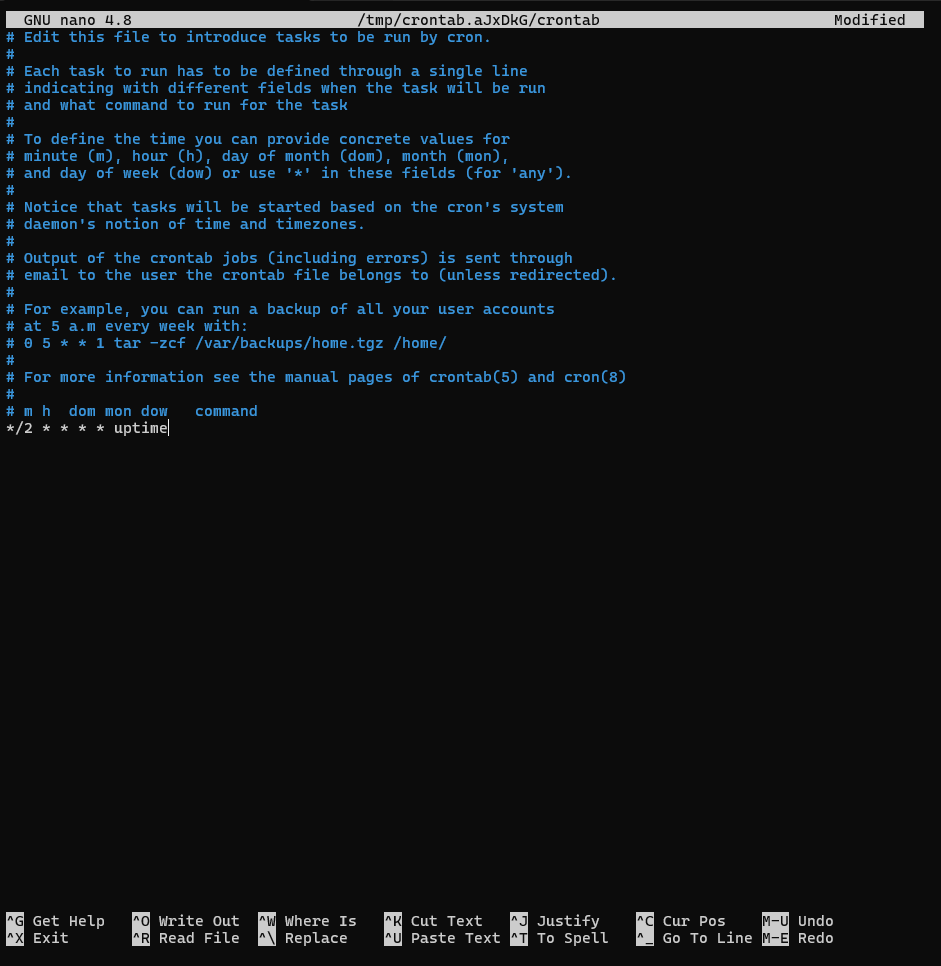 GNU nano 4.8 /tmp/crontab.aJxDkG/crontab Modified
# Edit this file to introduce tasks to be run by cron.
#
# Each task to run has to be defined through a single line
# indicating with different fields when the task will be run
# and what command to run for the task
#
# To define the time you can provide concrete values for
# minute (m), hour (h), day of month (dom), month (mon),
# and day of week (dow) or use '*' in these fields (for 'any').
#
# Notice that tasks will be started based on the cron's system
# daemon's notion of time and timezones.
#
# Output of the crontab jobs (including errors) is sent through
# email to the user the crontab file belongs to (unless redirected).
#
# For example, you can run a backup of all your user accounts
# at 5 a.m every week with:
# 0 5 * * 1 tar -zcf /var/backups/home.tgz /home/
#
# For more information see the manual pages of crontab(5) and cron(8)
#
# m h  dom mon dow   command
*/2 * * * * uptime
^G Get Help ^O Write Out ^W Where Is ^K Cut Text ^J Justify ^C Cur Pos M-U Undo
^X Exit ^R Read File ^\ Replace ^U Paste Text ^T To Spell ^_ Go To Line M-E Redo